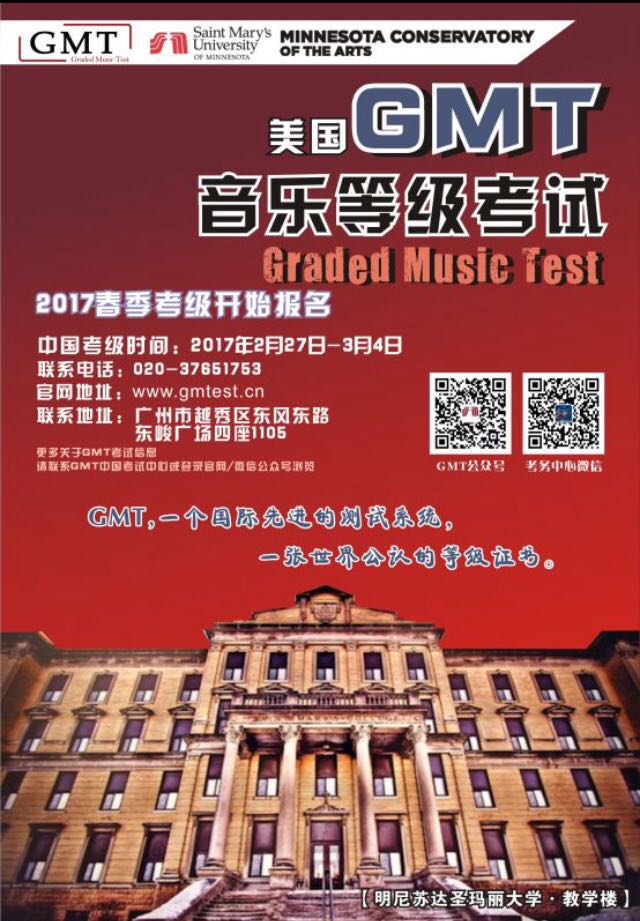 GMT
Graded Music Test
Saint Mary's
University
OF MINNESOTA
MINNESOTA CONSERVATORY
OF THE ARTS
美国GMT
音乐等级考试
Graded Music Test
2017春季考级开始报名
中国考级时间：2017年2月27日-3月4日
联系电话：020-37651753
官网地址：www.gmtest.cn
联系地址：广州市越秀区东风东路
东峻广场四座1105
更多关于GMT考试信息
请联系GMT中国考试中心或登录官网/微信公众号浏览
GMT公众号
考务中心微信
GMT,一个国际先进的测试系统,
一张世界公认的等级证书。
【明尼苏达圣玛丽大学·教学楼】